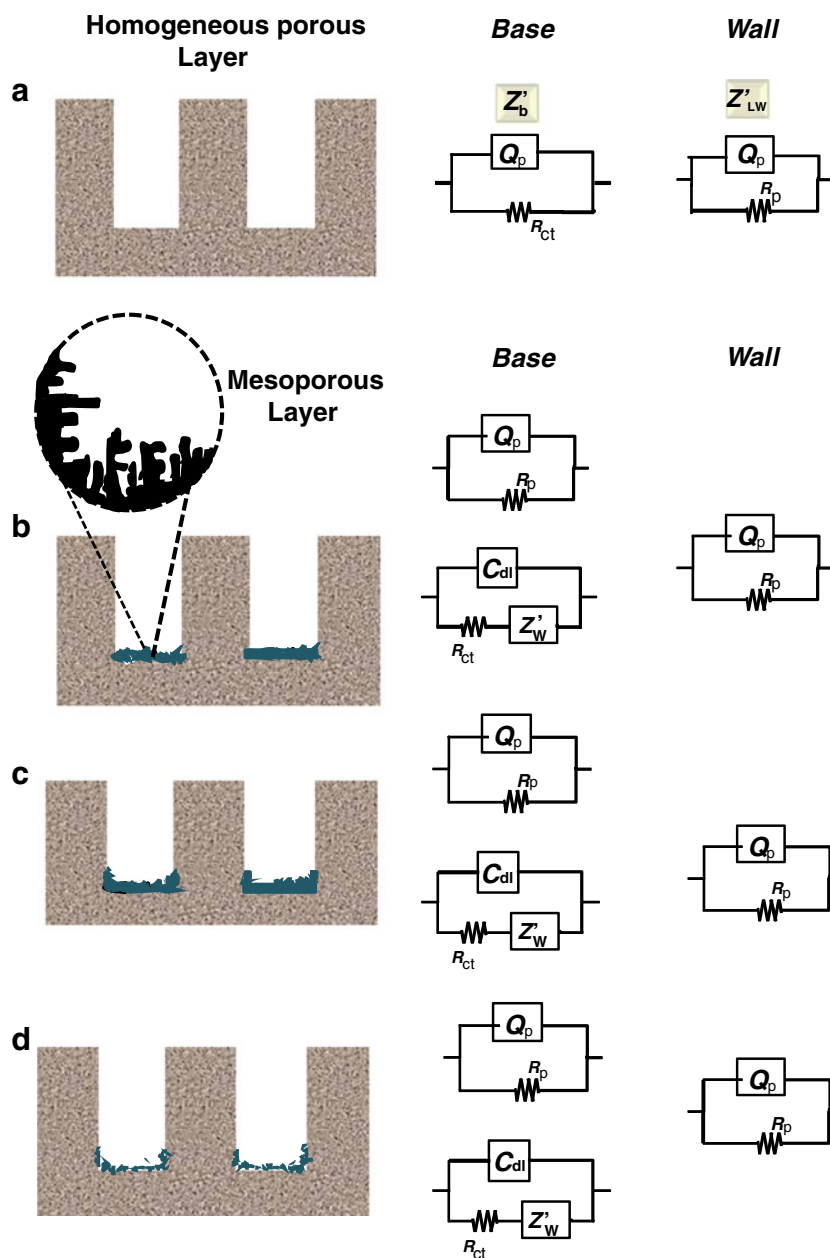 Homogeneous porous
Layer
Base
Wall
a
Z'b
Z'LW
Qp
Rct
Qp
Rp
Mesoporous
Layer
Base
Wall
b
Qp
Rp
Cdl
Rct
Z'W
Qp
Rp
c
Qp
Rp
Cdl
Rct
Z'W
Qp
Rp
d
Qp
Rp
Cdl
Rct
Z'W
Qp
Rp